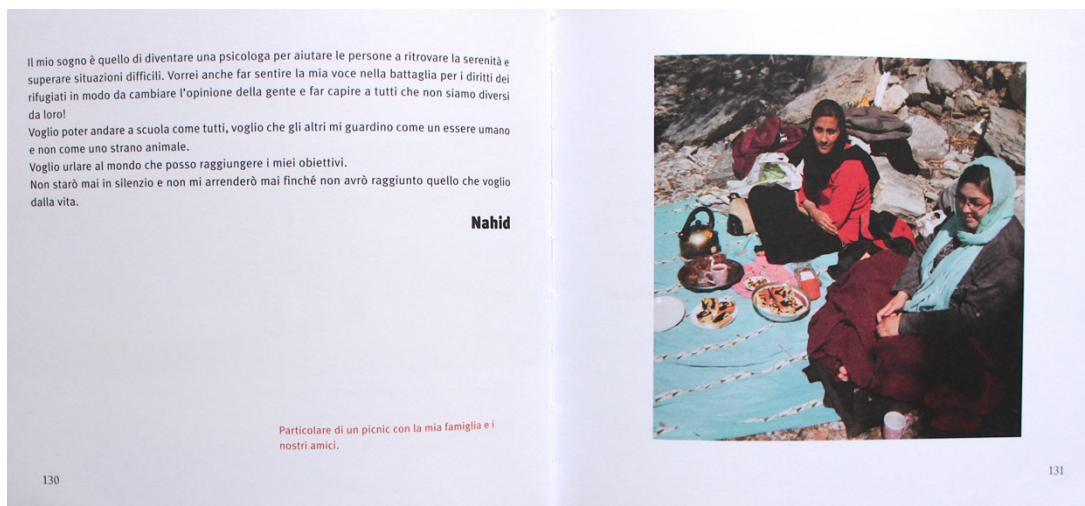 Il mio sogno è quello di diventare una psicologa per aiutare le persone a ritrovare la serenità e
superare situazioni difficili. Vorrei anche far sentire la mia voce nella battaglia per i diritti dei
rifugiati in modo da cambiare l'opinione della gente e far capire a tutti che non siamo diversi
da loro!
Voglio poter andare a scuola come tutti, voglio che gli altri mi guardino come un essere umano
e non come uno strano animale.
Voglio urlare al mondo che posso raggiungere i miei obiettivi.
Non starò mai in silenzio e non mi arrenderò mai finché non avrò raggiunto quello che voglio
dalla vita.
Nahid
Particolare di un picnic con la mia famiglia e i
nostri amici.
130
131